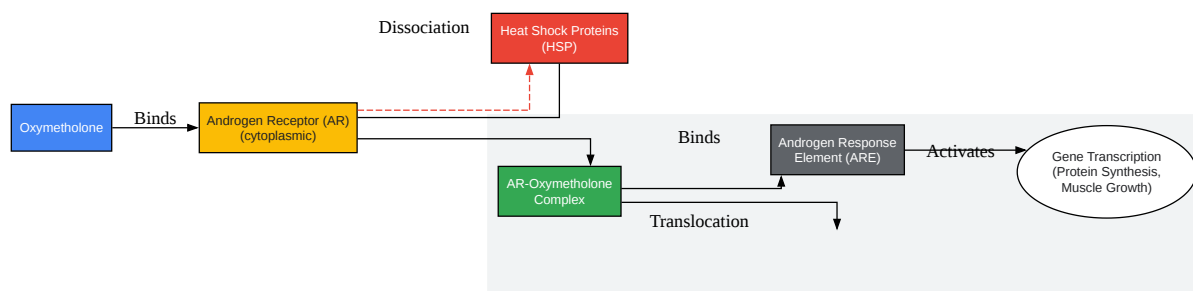 Dissociation
Heat Shock Proteins
(HSP)
Oxymetholone
Binds
Androgen Receptor (AR)
(cytoplasmic)
Binds
Androgen Response
Element (ARE)
Activates
Gene Transcription
(Protein Synthesis,
Muscle Growth)
AR-Oxymetholone
Complex
Translocation